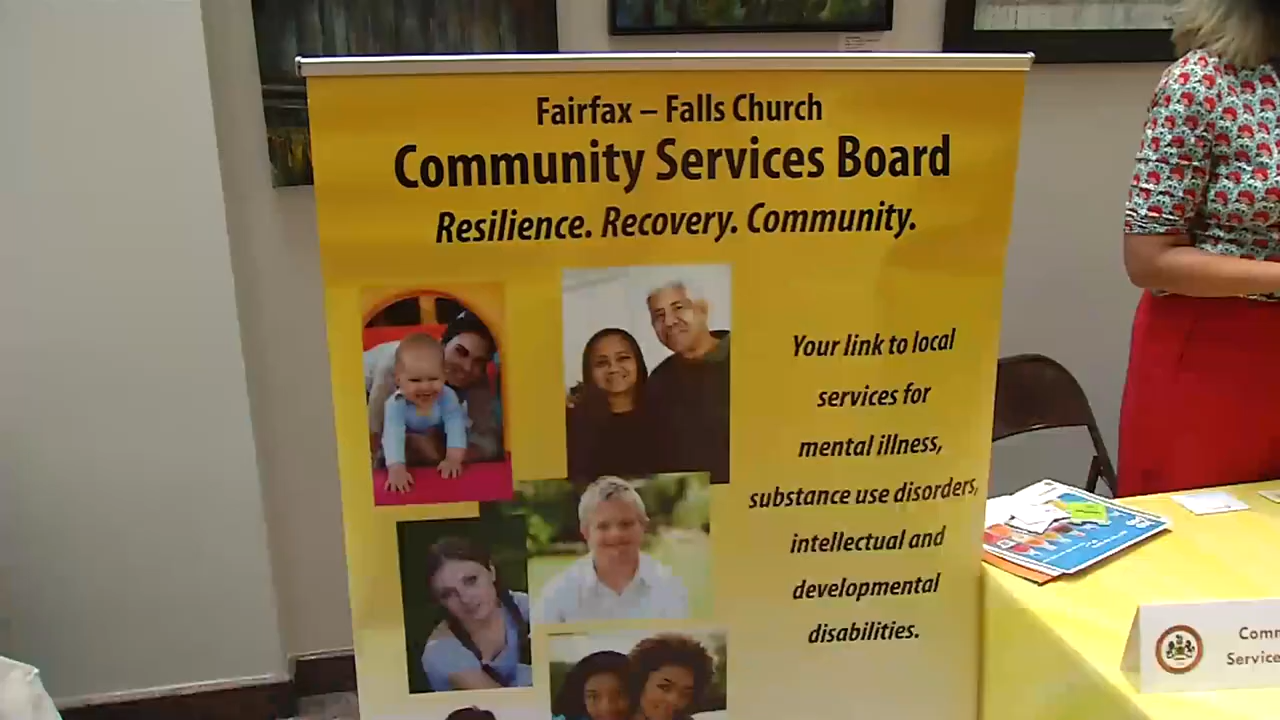 Fairfax – Falls Church
Community Services Board
Resilience. Recovery. Community.
Your link to local
services for
mental illness,
substance use disorders,
intellectual and
developmental
disabilities.